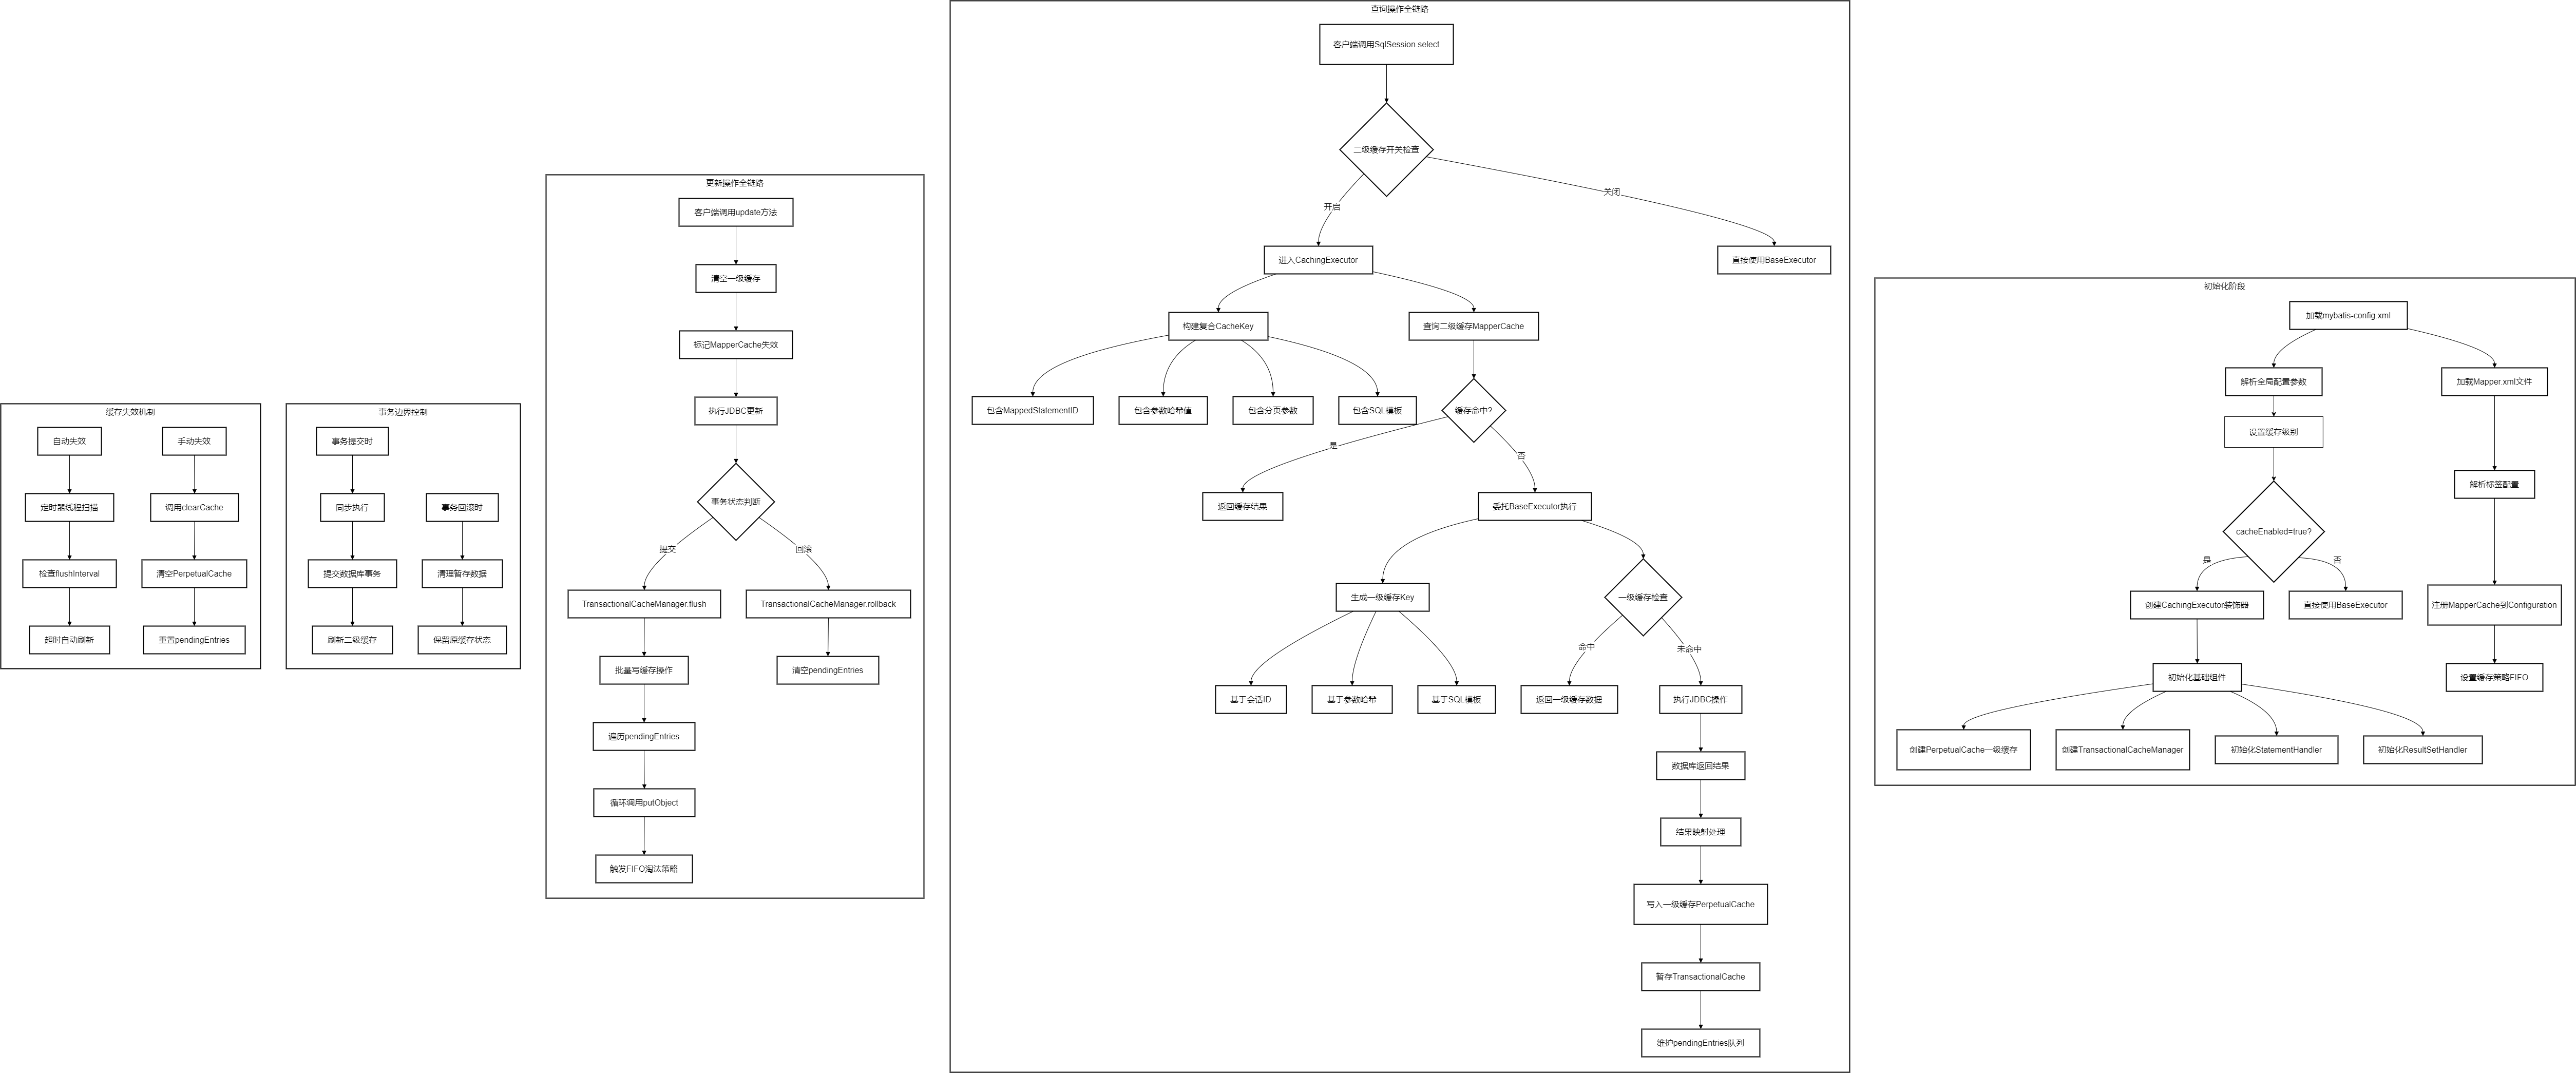 缓存失效机制
自动失效
手动失效
定时器线程扫描
调用clearCache
检查flushInterval
清空PerpetualCache
超时自动刷新
重置pendingEntries
事务边界控制
事务提交时
同步执行
事务回滚时
提交数据库事务
清理暂存数据
刷新二级缓存
保留原缓存状态
更新操作全链路
客户端调用update方法
清空一级缓存
标记MapperCache失效
执行JDBC更新
事务状态判断
提交
回滚
TransactionalCacheManager.flush
TransactionalCacheManager.rollback
批量写缓存操作
清空pendingEntries
遍历pendingEntries
循环调用putObject
触发FIFO淘汰策略
查询操作全链路
客户端调用SqlSession.select
二级缓存开关检查
开启
关闭
进入CachingExecutor
直接使用BaseExecutor
构建复合CacheKey
查询二级缓存MapperCache
包含MappedStatementID
包含参数哈希值
包含分页参数
包含SQL模板
缓存命中?
是
否
返回缓存结果
委托BaseExecutor执行
生成一级缓存Key
一级缓存检查
命中
未命中
基于会话ID
基于参数哈希
基于SQL模板
返回一级缓存数据
执行JDBC操作
数据库返回结果
结果映射处理
写入一级缓存PerpetualCache
暂存TransactionalCache
维护pendingEntries队列
初始化阶段
加载mybatis-config.xml
解析全局配置参数
加载Mapper.xml文件
设置缓存级别
解析标签配置
cacheEnabled=true?
是
否
创建CachingExecutor装饰器
直接使用BaseExecutor
注册MapperCache到Configuration
初始化基础组件
设置缓存策略FIFO
创建PerpetualCache一级缓存
创建TransactionalCacheManager
初始化StatementHandler
初始化ResultSetHandler